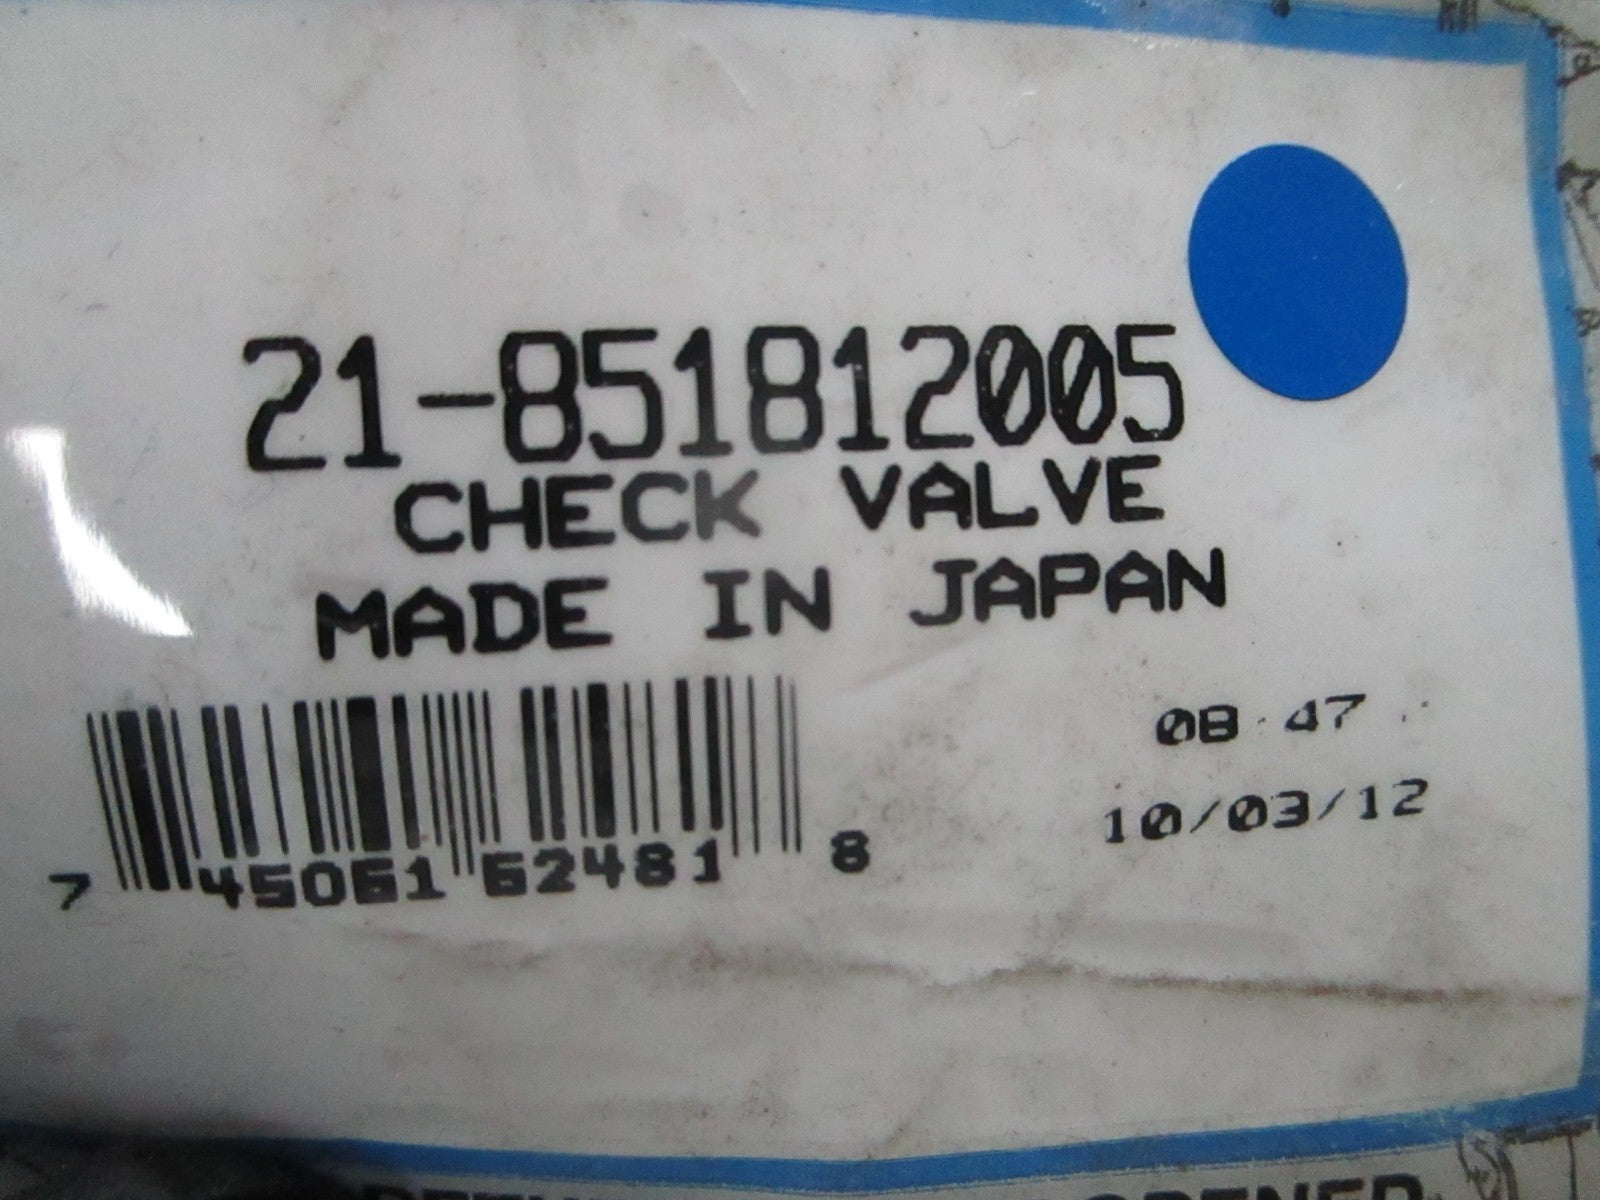 21-851812005
CHECK VALVE
MADE IN JAPAN
08:47
10/03/12
7 45061 62481 8